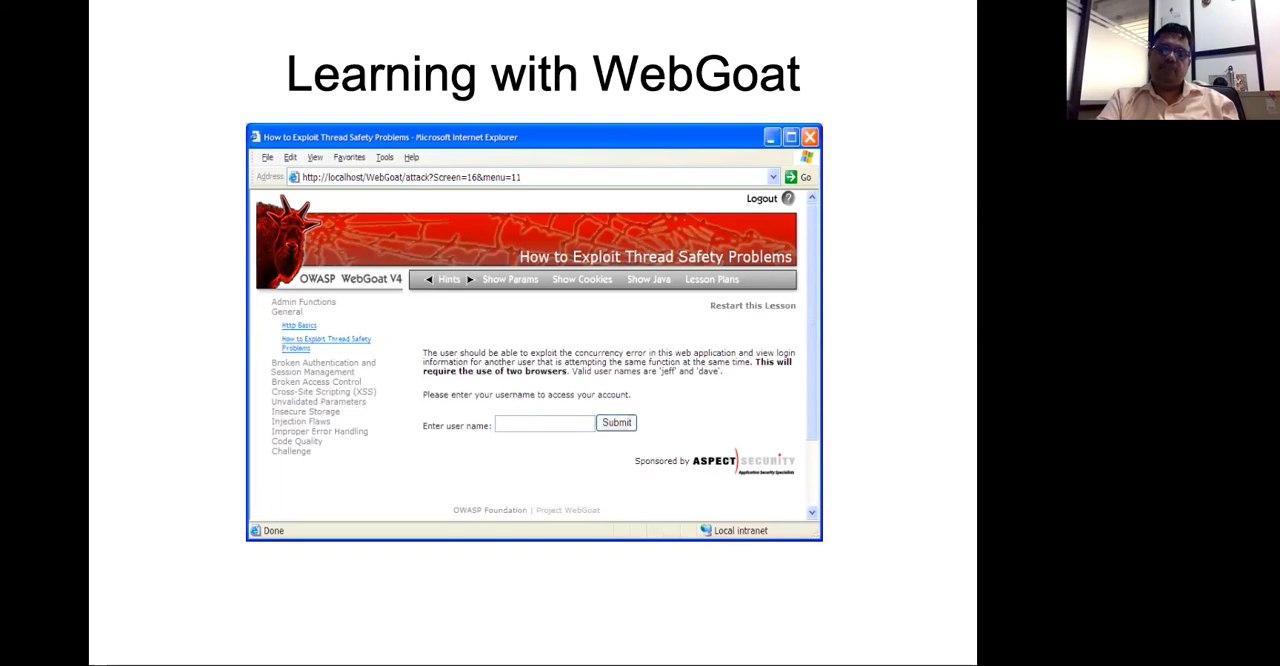 Learning with WebGoat
How to Exploit Thread Safety Problems - Microsoft Internet Explorer
File Edit View Favorites Tools Help
Address http://localhost/WebGoat/attack?Screen=16&menu=11 Go
Logout ?
How to Exploit Thread Safety Problems
OWASP WebGoat V4
Hints Show Params Show Cookies Show Java Lesson Plans
Restart this Lesson
Admin Functions
General
Http Basics
How to Exploit Thread Safety
Problems
Broken Authentication and
Session Management
Broken Access Control
Cross-Site Scripting (XSS)
Unvalidated Parameters
Insecure Storage
Injection Flaws
Improper Error Handling
Code Quality
Challenge
The user should be able to exploit the concurrency error in this web application and view login
information for another user that is attempting the same function at the same time. This will
require the use of two browsers. Valid user names are 'jeff' and 'dave'.
Please enter your username to access your account.
Enter user name: Submit
Sponsored by ASPECT SECURITY
Application Security Specialists
OWASP Foundation | Project WebGoat
Done Local intranet